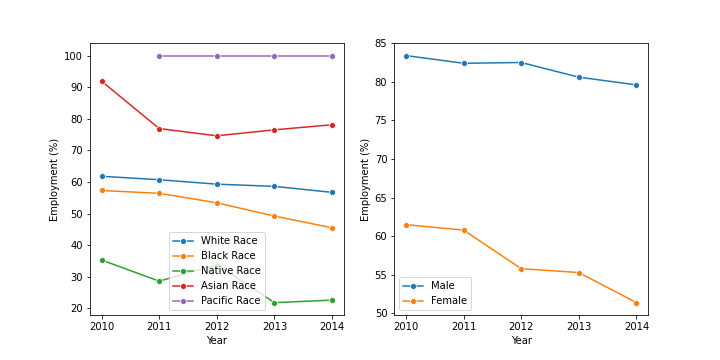 100
90
80
70
60
50
40
30
20
Employment (%)
2010 2011 2012 2013 2014
Year
White Race
Black Race
Native Race
Asian Race
Pacific Race
85
80
75
70
65
60
55
50
Employment (%)
2010 2011 2012 2013 2014
Year
Male
Female